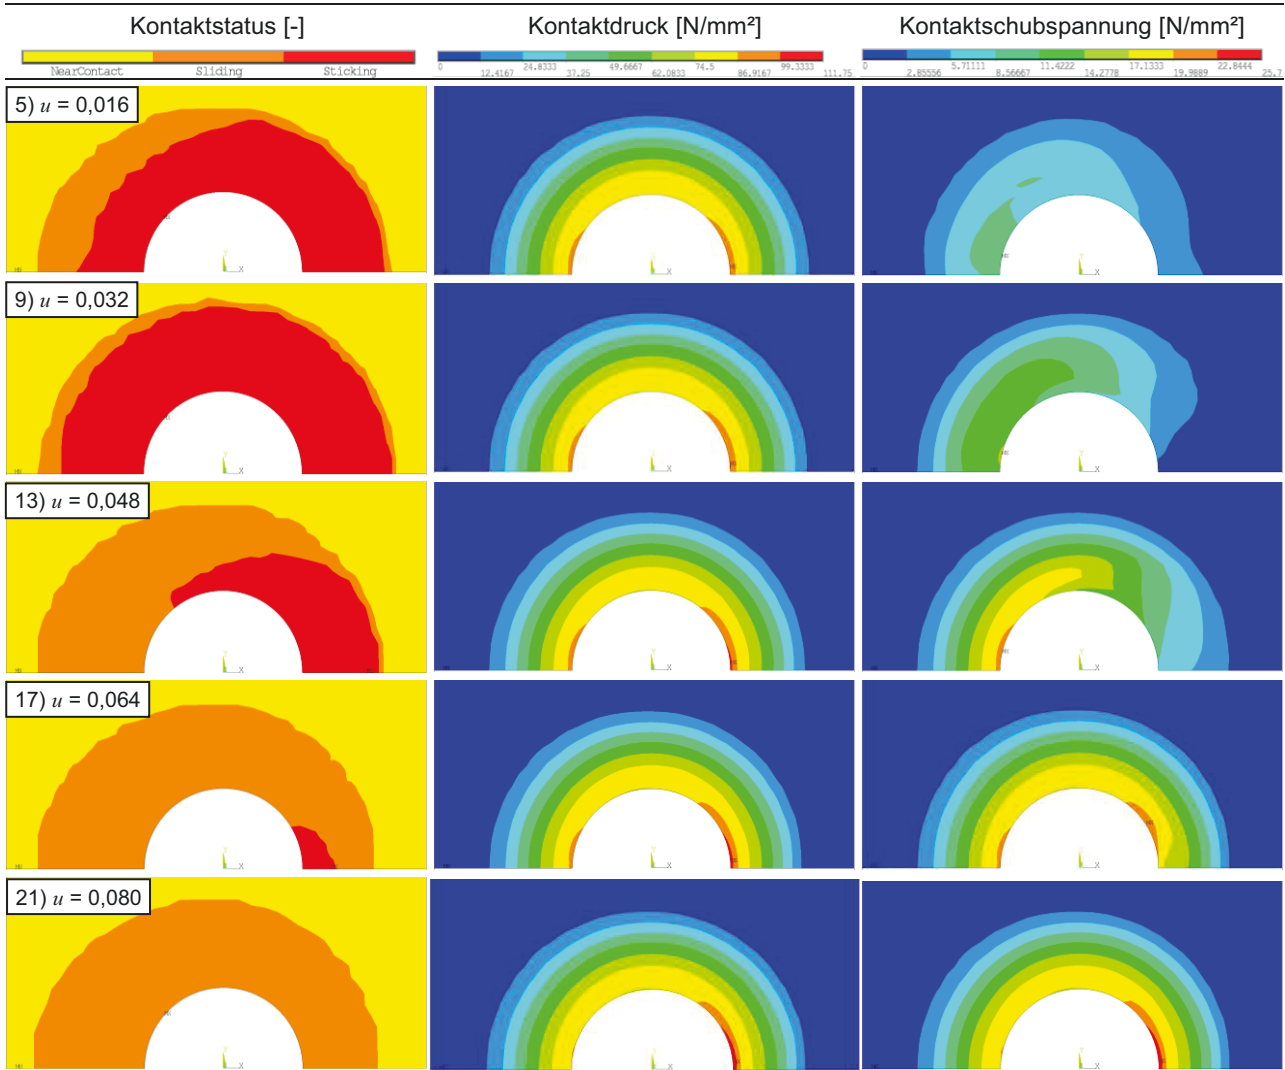 Kontaktstatus [-] Kontaktdruck [N/mm²] Kontaktschubspannung [N/mm²]
NearContact Sliding Sticking
0 24.8333 49.6667 74.5 99.3333
12.4167 37.25 62.0833 86.9167 111.75
0 5.71111 11.4222 17.1333 22.8444
2.85556 8.56667 14.2778 19.9889 25.7
5) u = 0,016
9) u = 0,032
13) u = 0,048
17) u = 0,064
21) u = 0,080